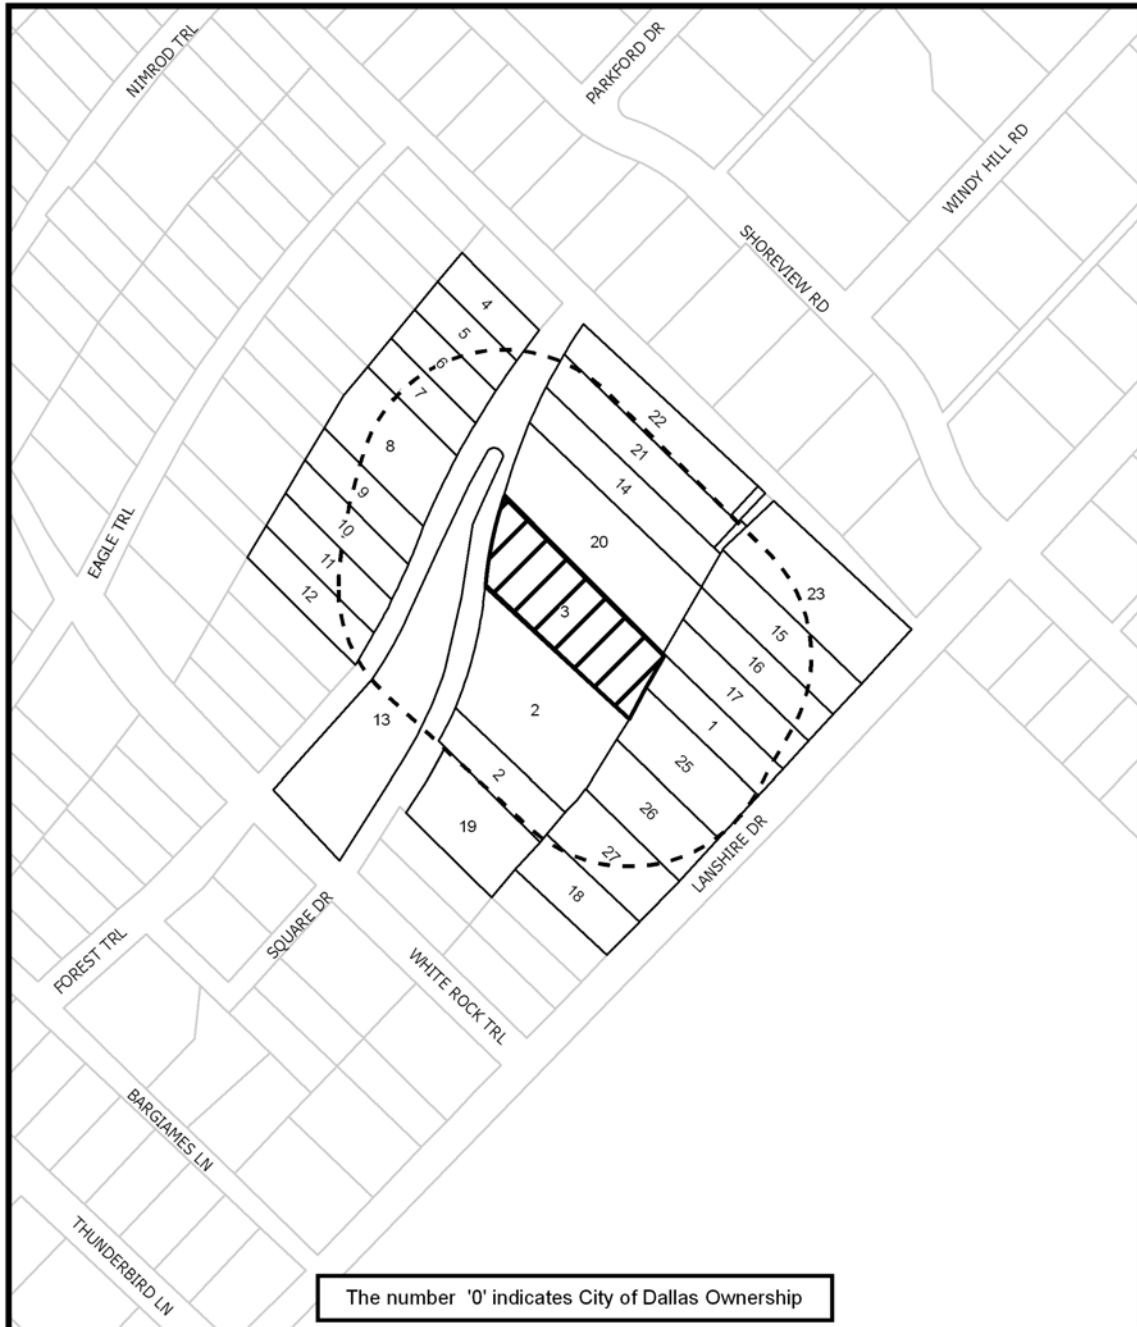 NIMROD TRL
PARKFORD DR
WINDY HILL RD
SHOREVIEW RD
4
5
6
7
22
8
21
14
9
10
20
EAGLE TRL
11
12
3
23
15
16
17
2
13
1
25
2
26
19
27
18
LANSHIRE DR
SQUARE DR
FOREST TRL
WHITE ROCK TRL
BARGIAMES LN
THUNDERBIRD LN
The number '0' indicates City of Dallas Ownership